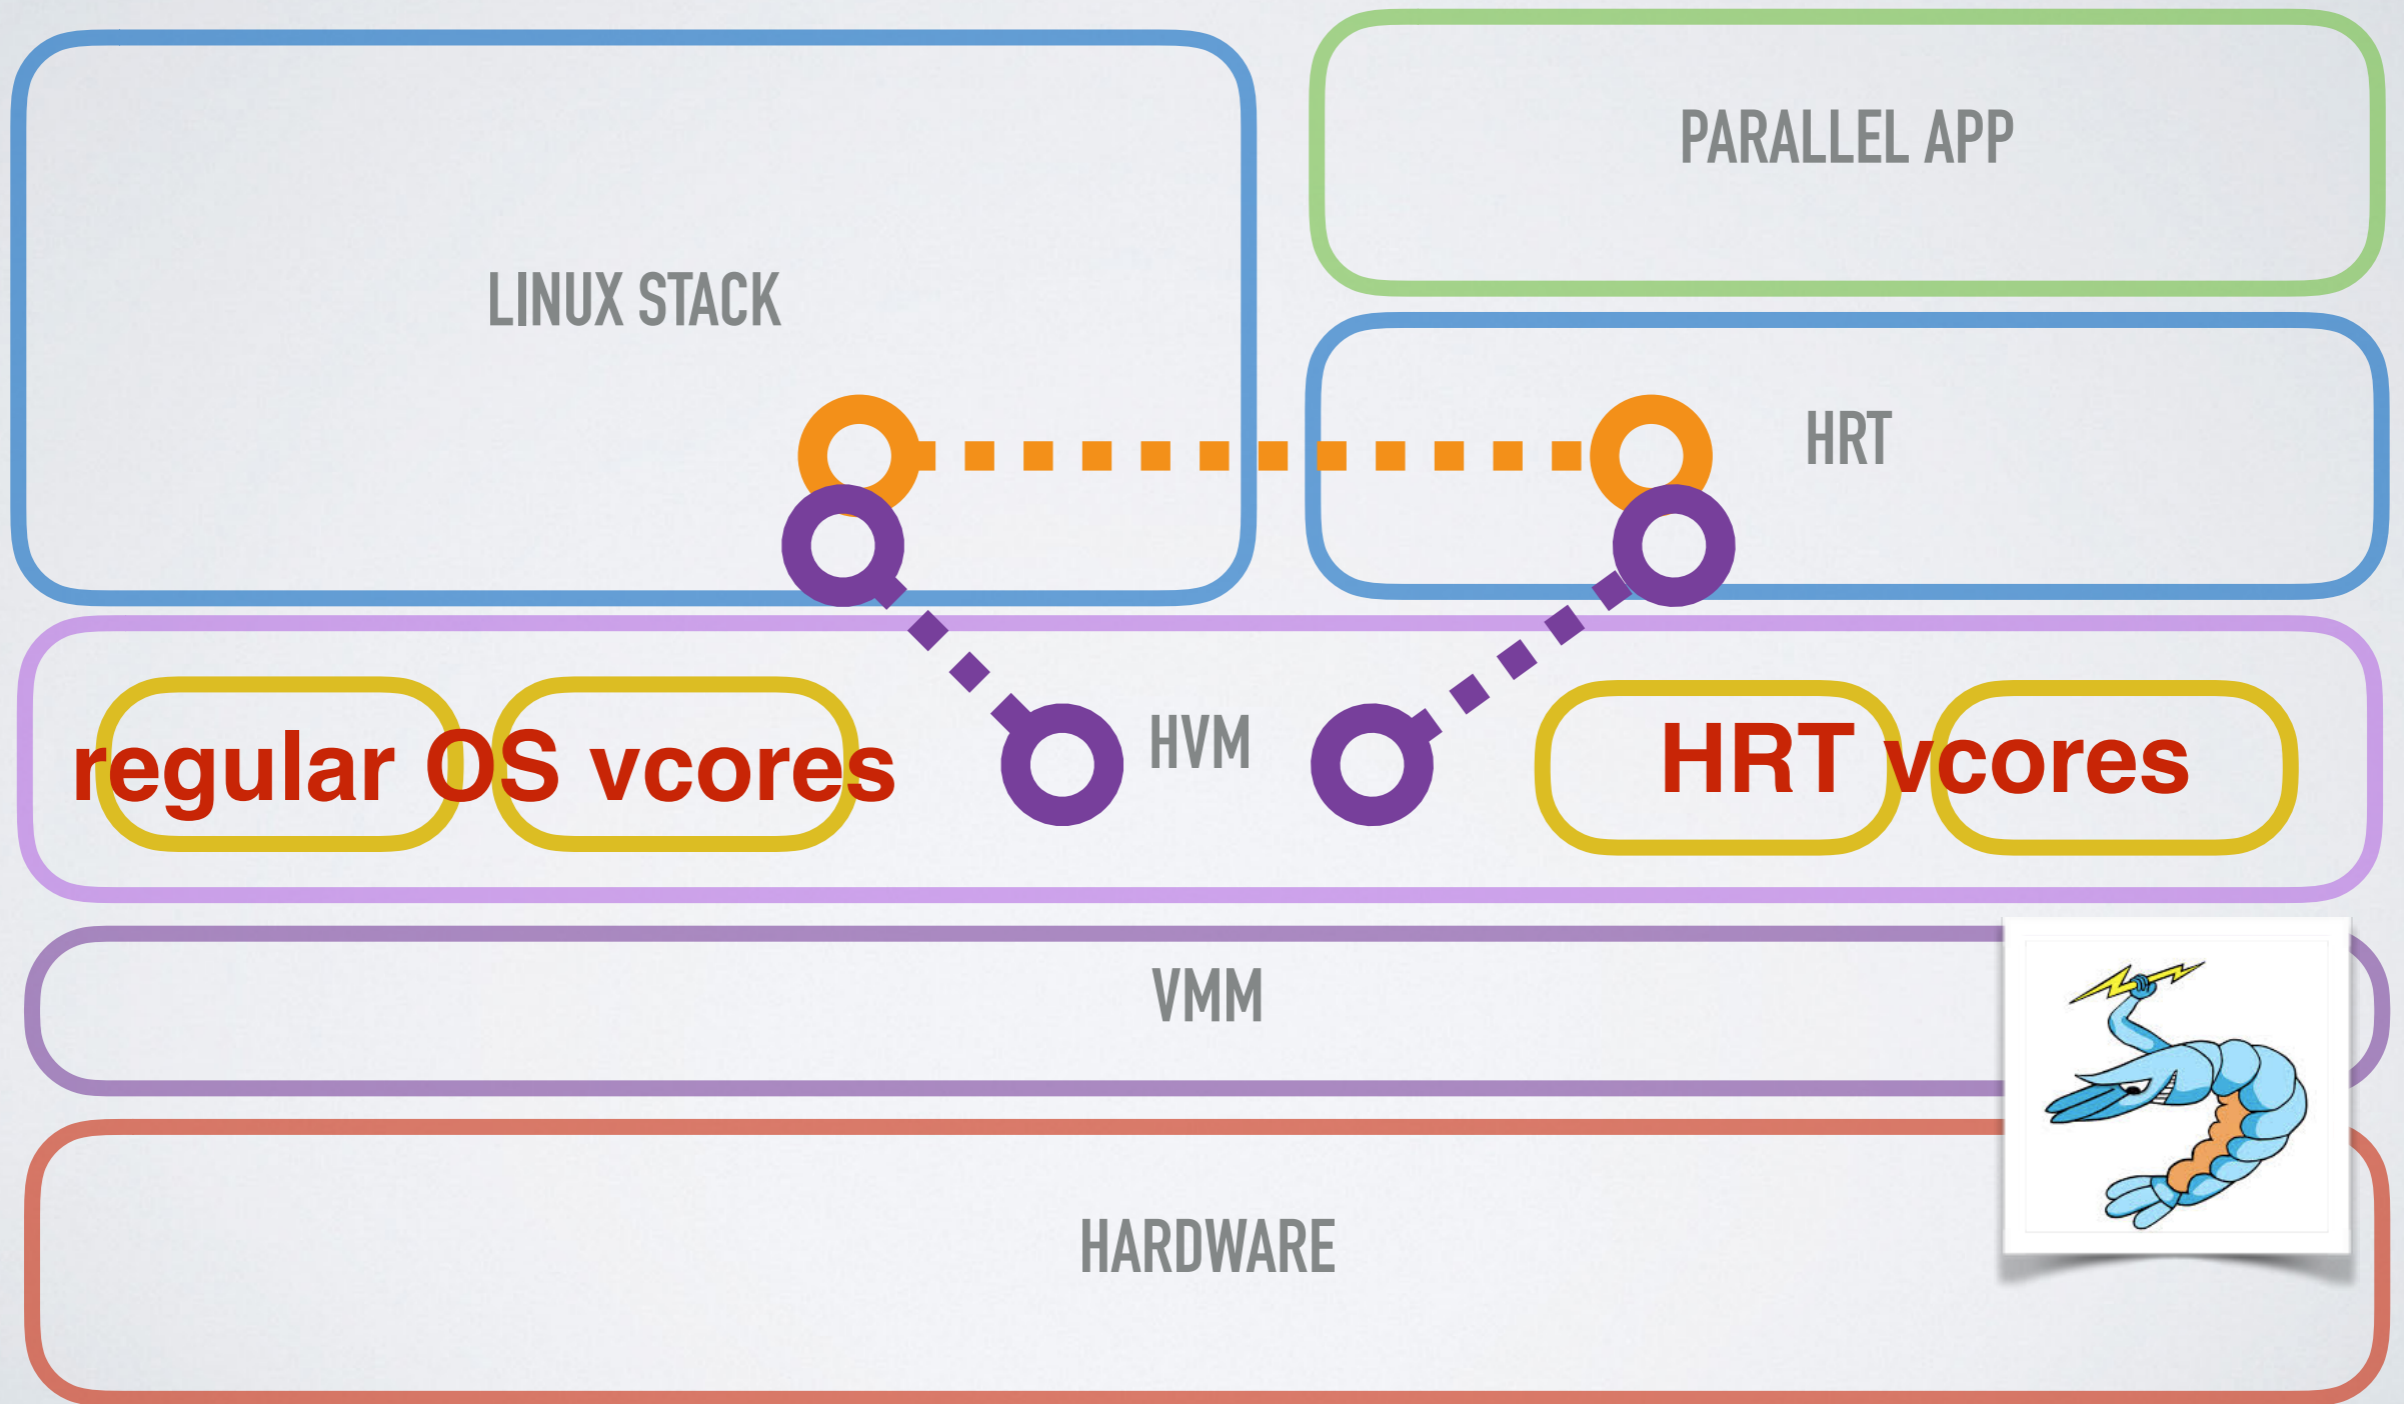 PARALLEL APP
LINUX STACK
HRT
regular OS vcores
HVM
HRT vcores
VMM
HARDWARE